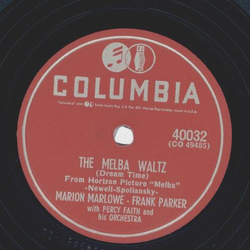 COLUMBIA
40032
(CO 49485)
THE MELBA WALTZ
(Dream Time)
From Horizon Picture "Melba"
-Newell-Spoliansky-
MARION MARLOWE - FRANK PARKER
with PERCY FAITH and
his ORCHESTRA